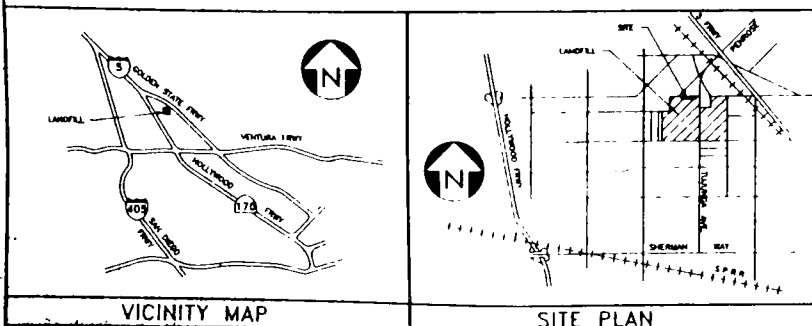 5
GOLDEN STATE FRWY
LANDFILL
N
VENTURA FRWY
HOLLYWOOD FRWY
170
405
SAN DIEGO FRWY
VICINITY MAP
SITE
LANDFILL
FRWY
PENROSE
HOLLYWOOD FRWY
N
TUJUNGA AVE.
SHERMAN WAY
SPRR
SITE PLAN